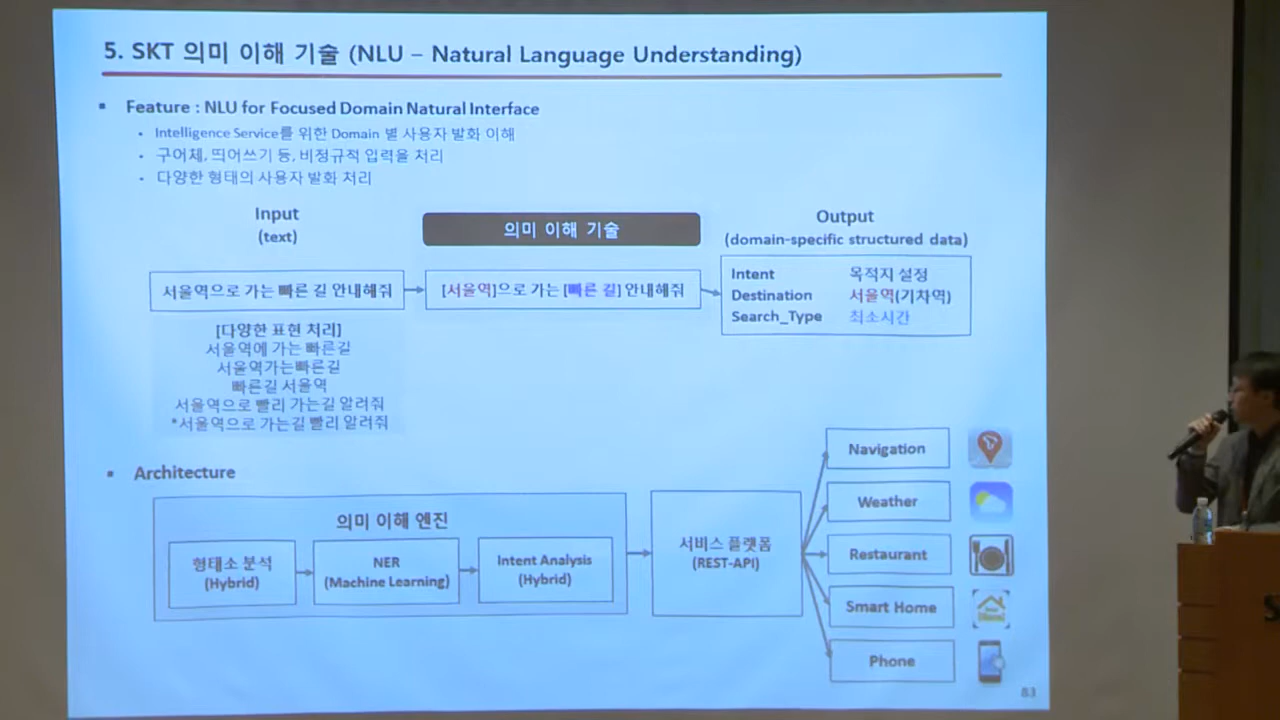 5. SKT 의미 이해 기술 (NLU – Natural Language Understanding)
▪ Feature : NLU for Focused Domain Natural Interface
• Intelligence Service를 위한 Domain 별 사용자 발화 이해
• 구어체, 띄어쓰기 등, 비정규적 입력을 처리
• 다양한 형태의 사용자 발화 처리
Input
(text)
의미 이해 기술
Output
(domain-specific structured data)
서울역으로 가는 빠른 길 안내해줘
[서울역]으로 가는 [빠른 길] 안내해줘
Intent 목적지 설정
Destination 서울역(기차역)
Search_Type 최소시간
[다양한 표현 처리]
서울역에 가는 빠른길
서울역가는빠른길
빠른길 서울역
서울역으로 빨리 가는길 알려줘
*서울역으로 가는길 빨리 알려줘
▪ Architecture
의미 이해 엔진
형태소 분석
(Hybrid)
NER
(Machine Learning)
Intent Analysis
(Hybrid)
서비스 플랫폼
(REST-API)
Navigation
Weather
Restaurant
Smart Home
Phone
83